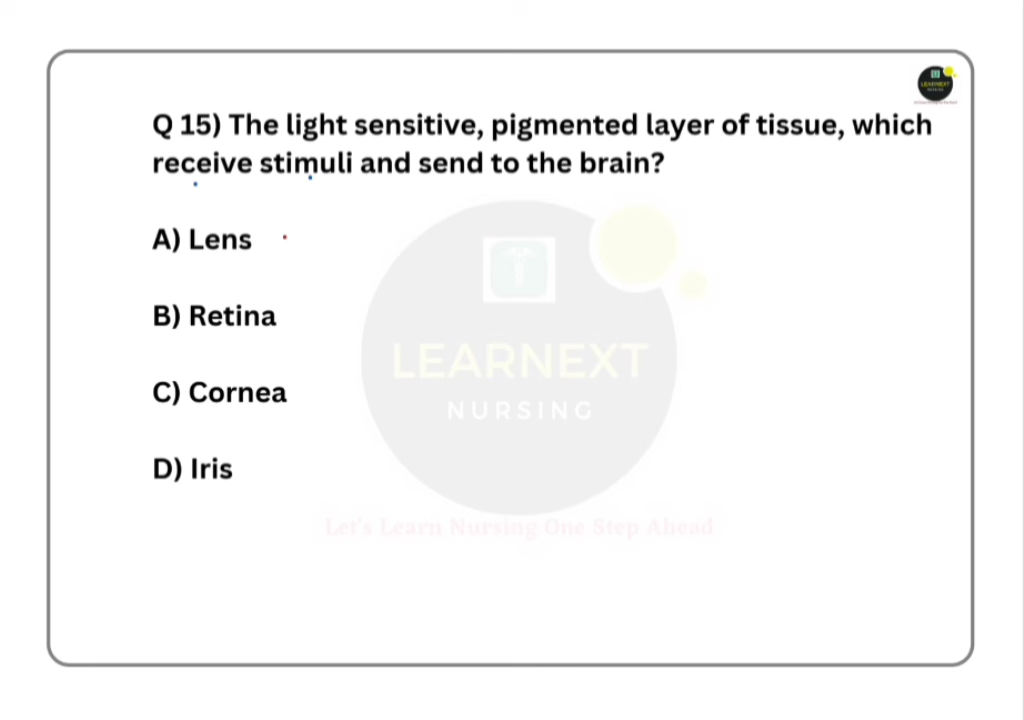 Q 15) The light sensitive, pigmented layer of tissue, which
receive stimuli and send to the brain?
A) Lens
B) Retina
C) Cornea
D) Iris
LEARNEXT
NURSING
Let's Learn Nursing One Step Ahead
LEARNEXT